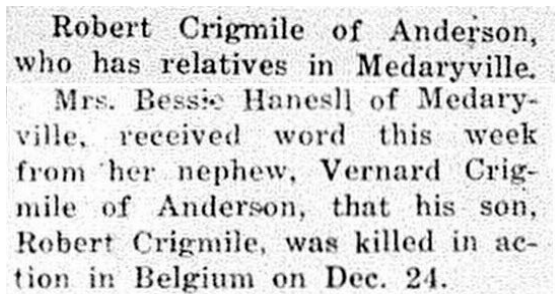 Robert Crigmile of Anderson,
who has relatives in Medaryville.
Mrs. Bessie Hanesll of Medary-
ville, received word this week
from her nephew, Vernard Crig-
mile of Anderson, that his son,
Robert Crigmile, was killed in ac-
tion in Belgium on Dec. 24.